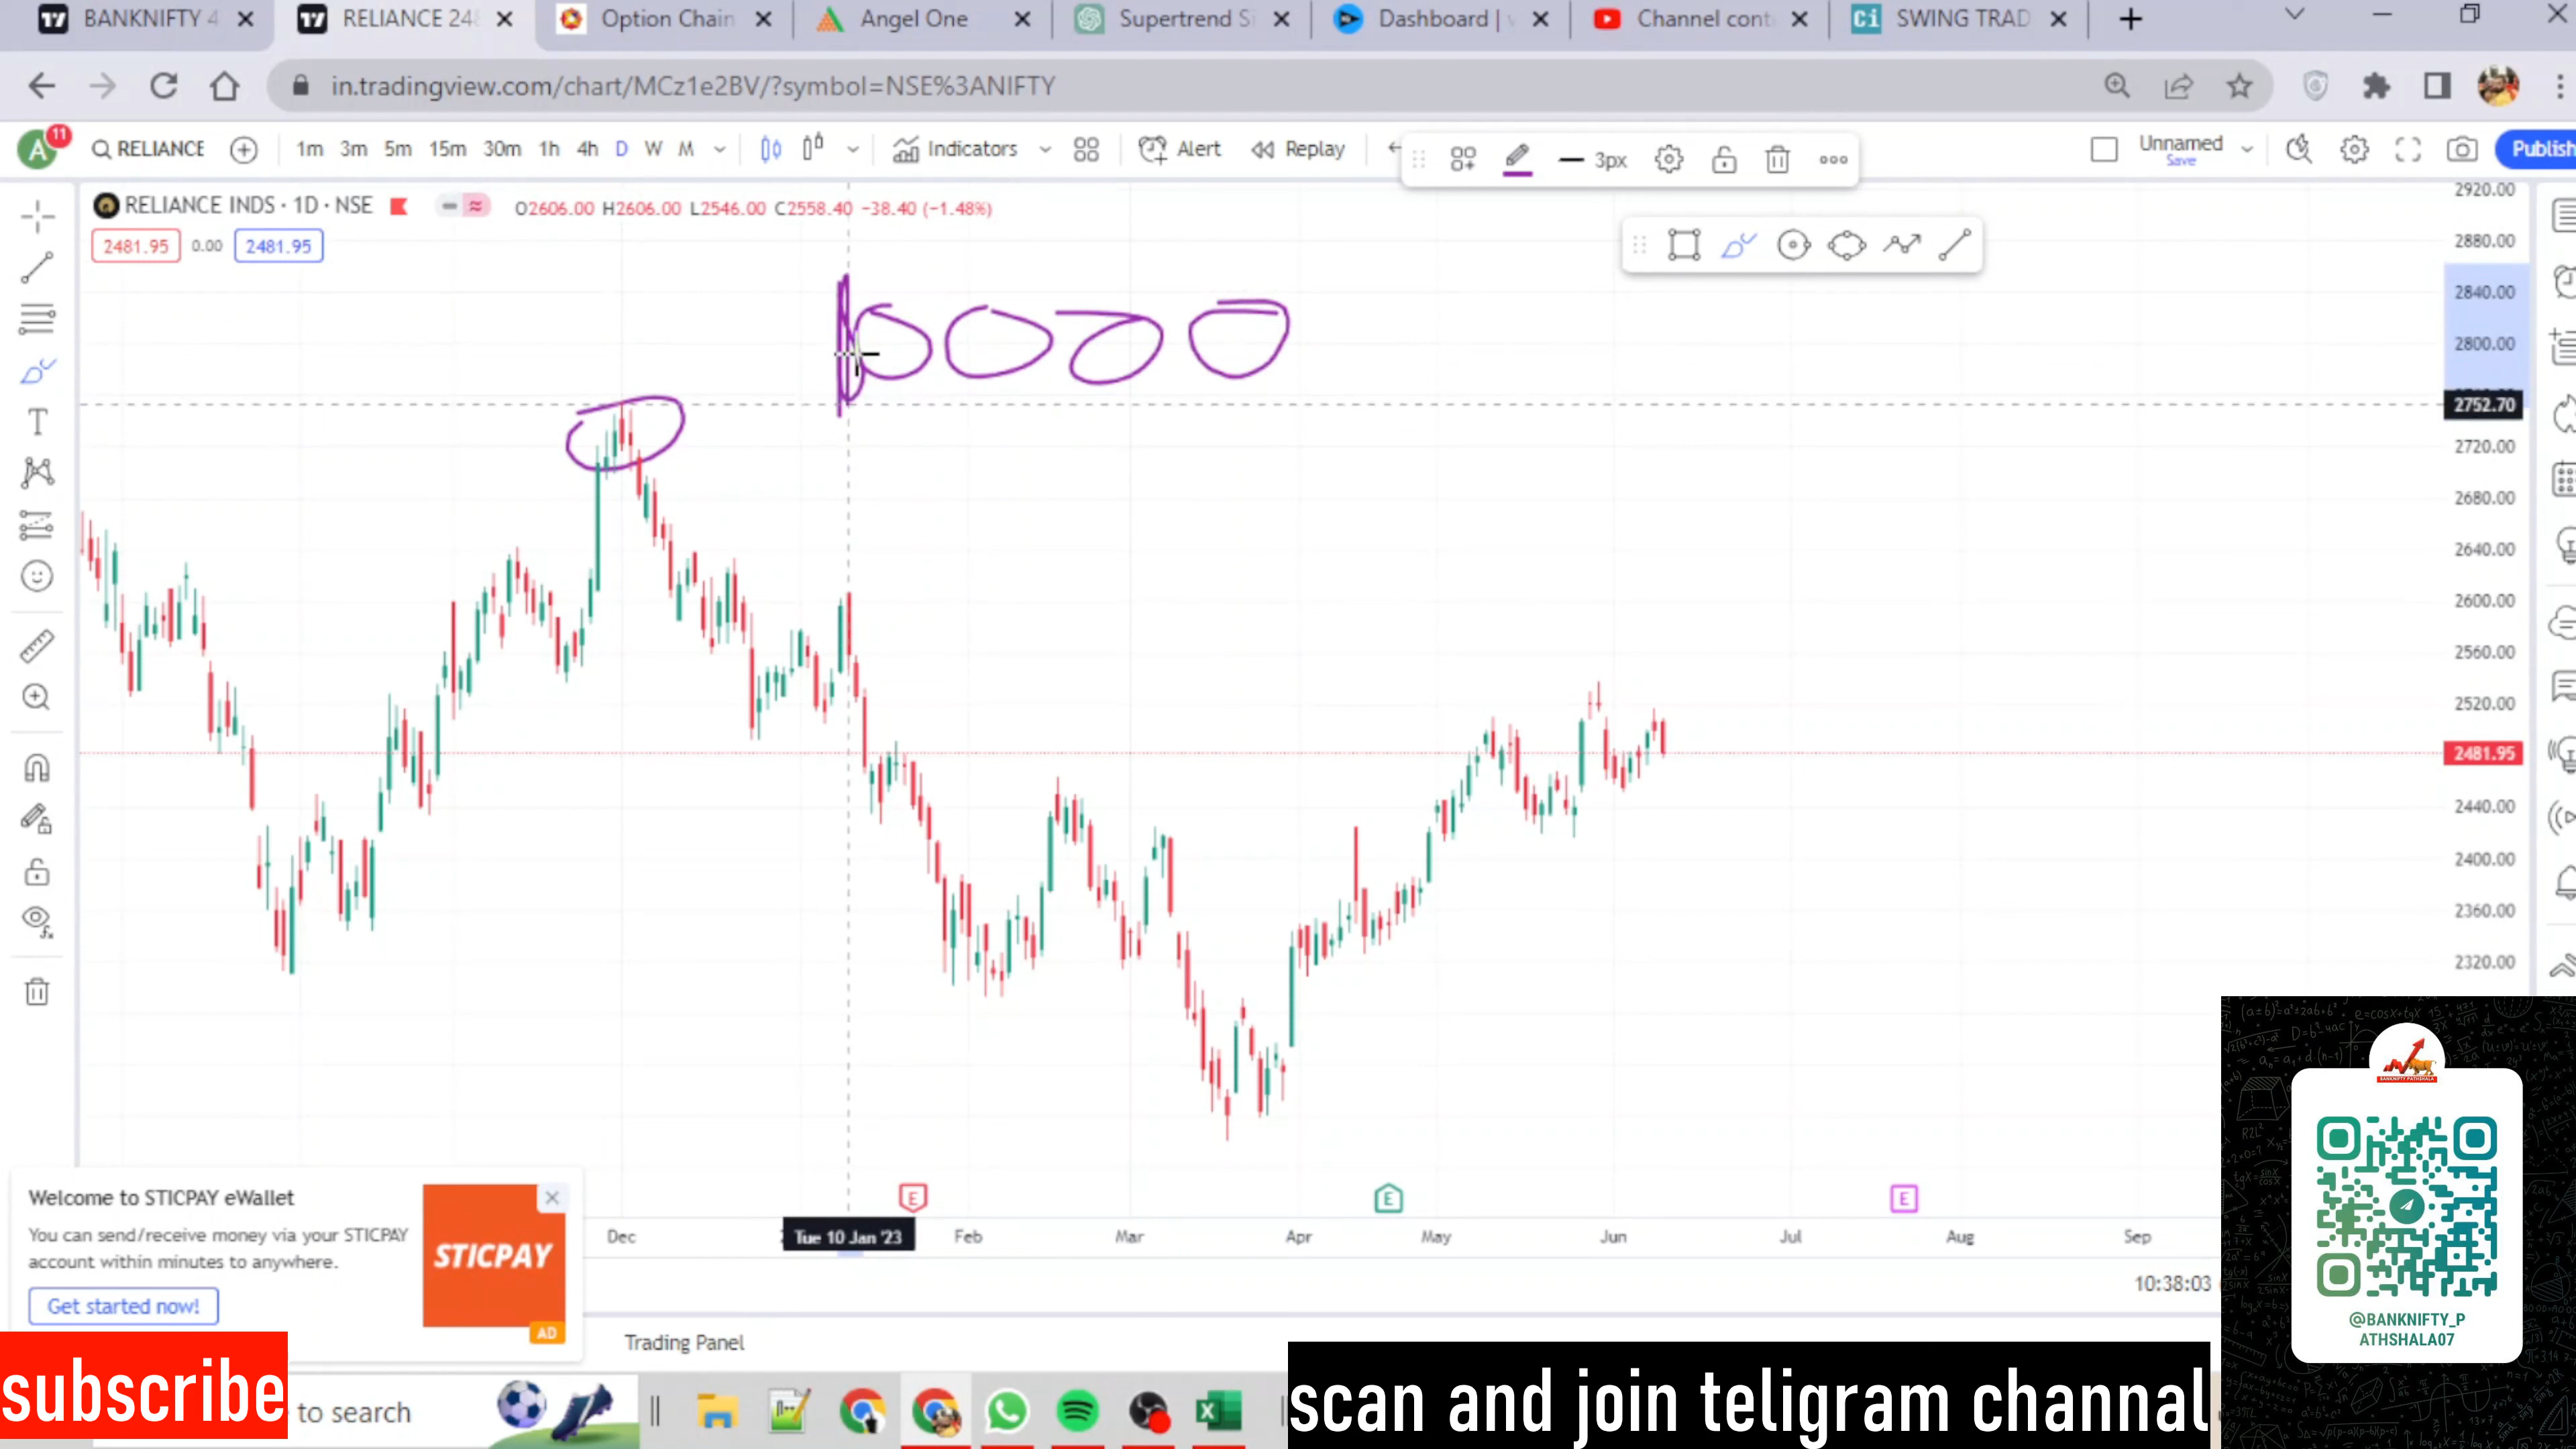 BANKNIFTY 4
RELIANCE 248
Option Chain
Angel One
Supertrend Si
Dashboard | v
Channel cont
SWING TRAD
in.tradingview.com/chart/MCz1e2BV/?symbol=NSE%3ANIFTY
A 11 RELIANCE 1m 3m 5m 15m 30m 1h 4h D W M Indicators Alert Replay 3px Unnamed Save Publish
RELIANCE INDS · 1D · NSE O2606.00 H2606.00 L2546.00 C2558.40 −38.40 (−1.48%)
2481.95 0.00 2481.95
10000
2920.00
2880.00
2840.00
2800.00
2752.70
2720.00
2680.00
2640.00
2600.00
2560.00
2520.00
2481.95
2440.00
2400.00
2360.00
2320.00
E E E
Dec Tue 10 Jan '23 Feb Mar Apr May Jun Jul Aug Sep
10:38:03
Welcome to STICPAY eWallet
You can send/receive money via your STICPAY
account within minutes to anywhere.
Get started now!
STICPAY
AD
Trading Panel
BANKNIFTY PATHSHALA
@BANKNIFTY_P
ATHSHALA07
subscribe
to search
scan and join teligram channal